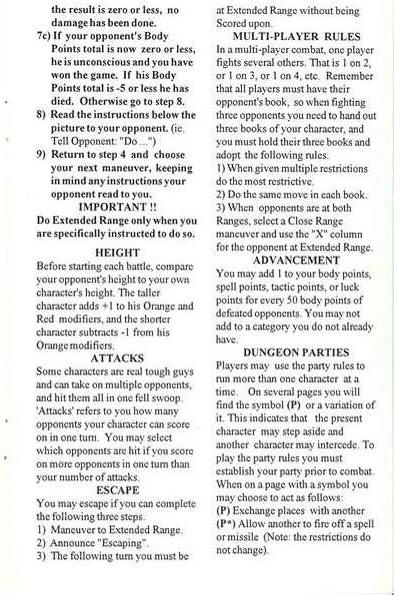 the result is zero or less, no
damage has been done.
7c) If your opponent's Body
Points total is now zero or less,
he is unconscious and you have
won the game. If his Body
Points total is -5 or less he has
died. Otherwise go to step 8.
8) Read the instructions below the
picture to your opponent. (ie.
Tell Opponent: "Do ...")
9) Return to step 4 and choose
your next maneuver, keeping
in mind any instructions your
opponent read to you.
IMPORTANT !!
Do Extended Range only when you
are specifically instructed to do so.
HEIGHT
Before starting each battle, compare
your opponent's height to your own
character's height. The taller
character adds +1 to his Orange and
Red modifiers, and the shorter
character subtracts -1 from his
Orange modifiers.
ATTACKS
Some characters are real tough guys
and can take on multiple opponents,
and hit them all in one fell swoop.
'Attacks' refers to you how many
opponents your character can score
on in one turn. You may select
which opponents are hit if you score
on more opponents in one turn than
your number of attacks.
ESCAPE
You may escape if you can complete
the following three steps.
1) Maneuver to Extended Range.
2) Announce "Escaping".
3) The following turn you must be
at Extended Range without being
Scored upon.
MULTI-PLAYER RULES
In a multi-player combat, one player
fights several others. That is 1 on 2,
or 1 on 3, or 1 on 4, etc. Remember
that all players must have their
opponent's book, so when fighting
three opponents you need to hand out
three books of your character, and
you must hold their three books and
adopt the following rules.
1) When given multiple restrictions
do the most restrictive.
2) Do the same move in each book.
3) When opponents are at both
Ranges, select a Close Range
maneuver and use the "X" column
for the opponent at Extended Range.
ADVANCEMENT
You may add 1 to your body points,
spell points, tactic points, or luck
points for every 50 body points of
defeated opponents. You may not
add to a category you do not already
have.
DUNGEON PARTIES
Players may use the party rules to
run more than one character at a
time. On several pages you will
find the symbol (P) or a variation of
it. This indicates that the present
character may step aside and
another character may intercede. To
play the party rules you must
establish your party prior to combat.
When on a page with a symbol you
may choose to act as follows:
(P) Exchange places with another
(P*) Allow another to fire off a spell
or missile (Note: the restrictions do
not change).